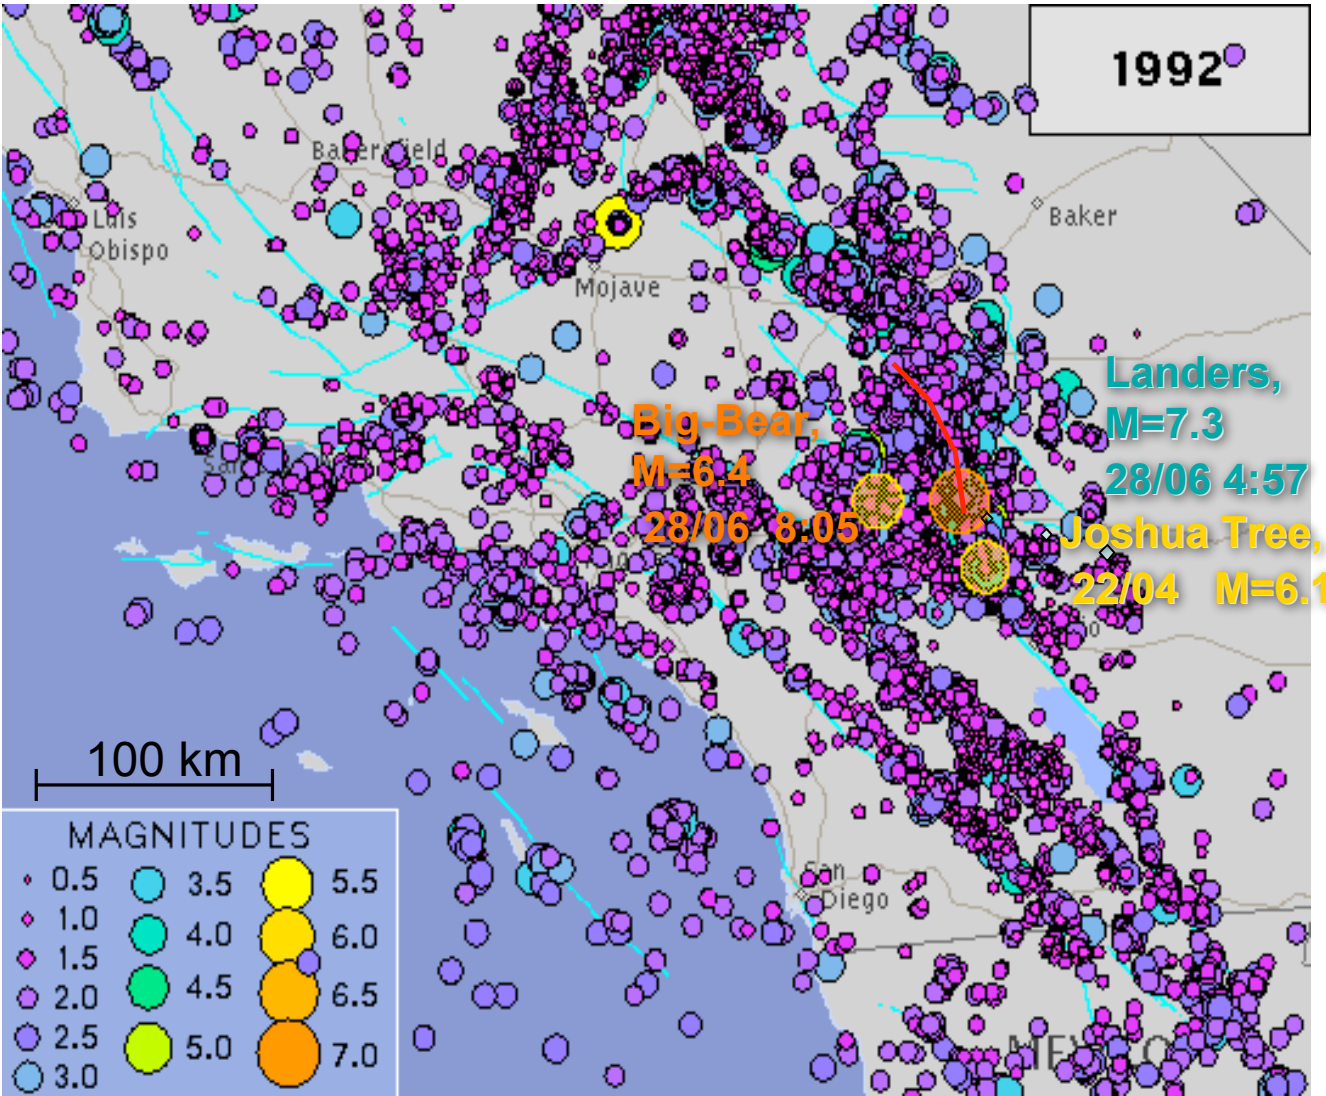 1992
Bakersfield
Luis
Obispo
Baker
Mojave
Landers,
M=7.3
28/06 4:57
Big-Bear,
M=6.4
28/06 8:05
Joshua Tree,
22/04 M=6.1
100 km
MAGNITUDES
0.5 3.5 5.5
1.0 4.0 6.0
1.5 4.5 6.5
2.0 5.0 7.0
2.5
3.0
San
Diego
MEXICO